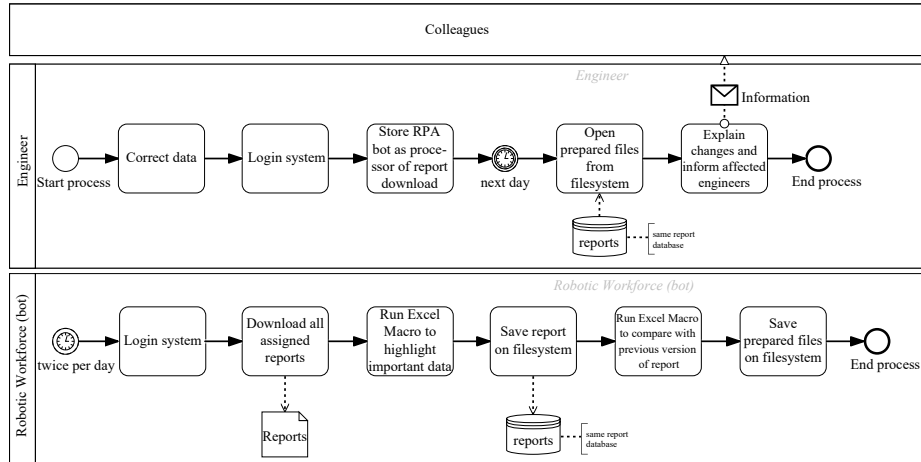 Colleagues
Engineer
Engineer
Information
Start process
Correct data
Login system
Store RPA
bot as proce-
ssor of report
download
next day
Open
prepared files
from
filesystem
Explain
changes and
inform affected
engineers
End process
reports
same report
database
Robotic Workforce (bot)
Robotic Workforce (bot)
twice per day
Login system
Download all
assigned
reports
Run Excel
Macro to
highlight
important data
Save report
on filesystem
Run Excel Macro
to compare with
previous version
of report
Save
prepared files
on filesystem
End process
Reports
reports
same report
database